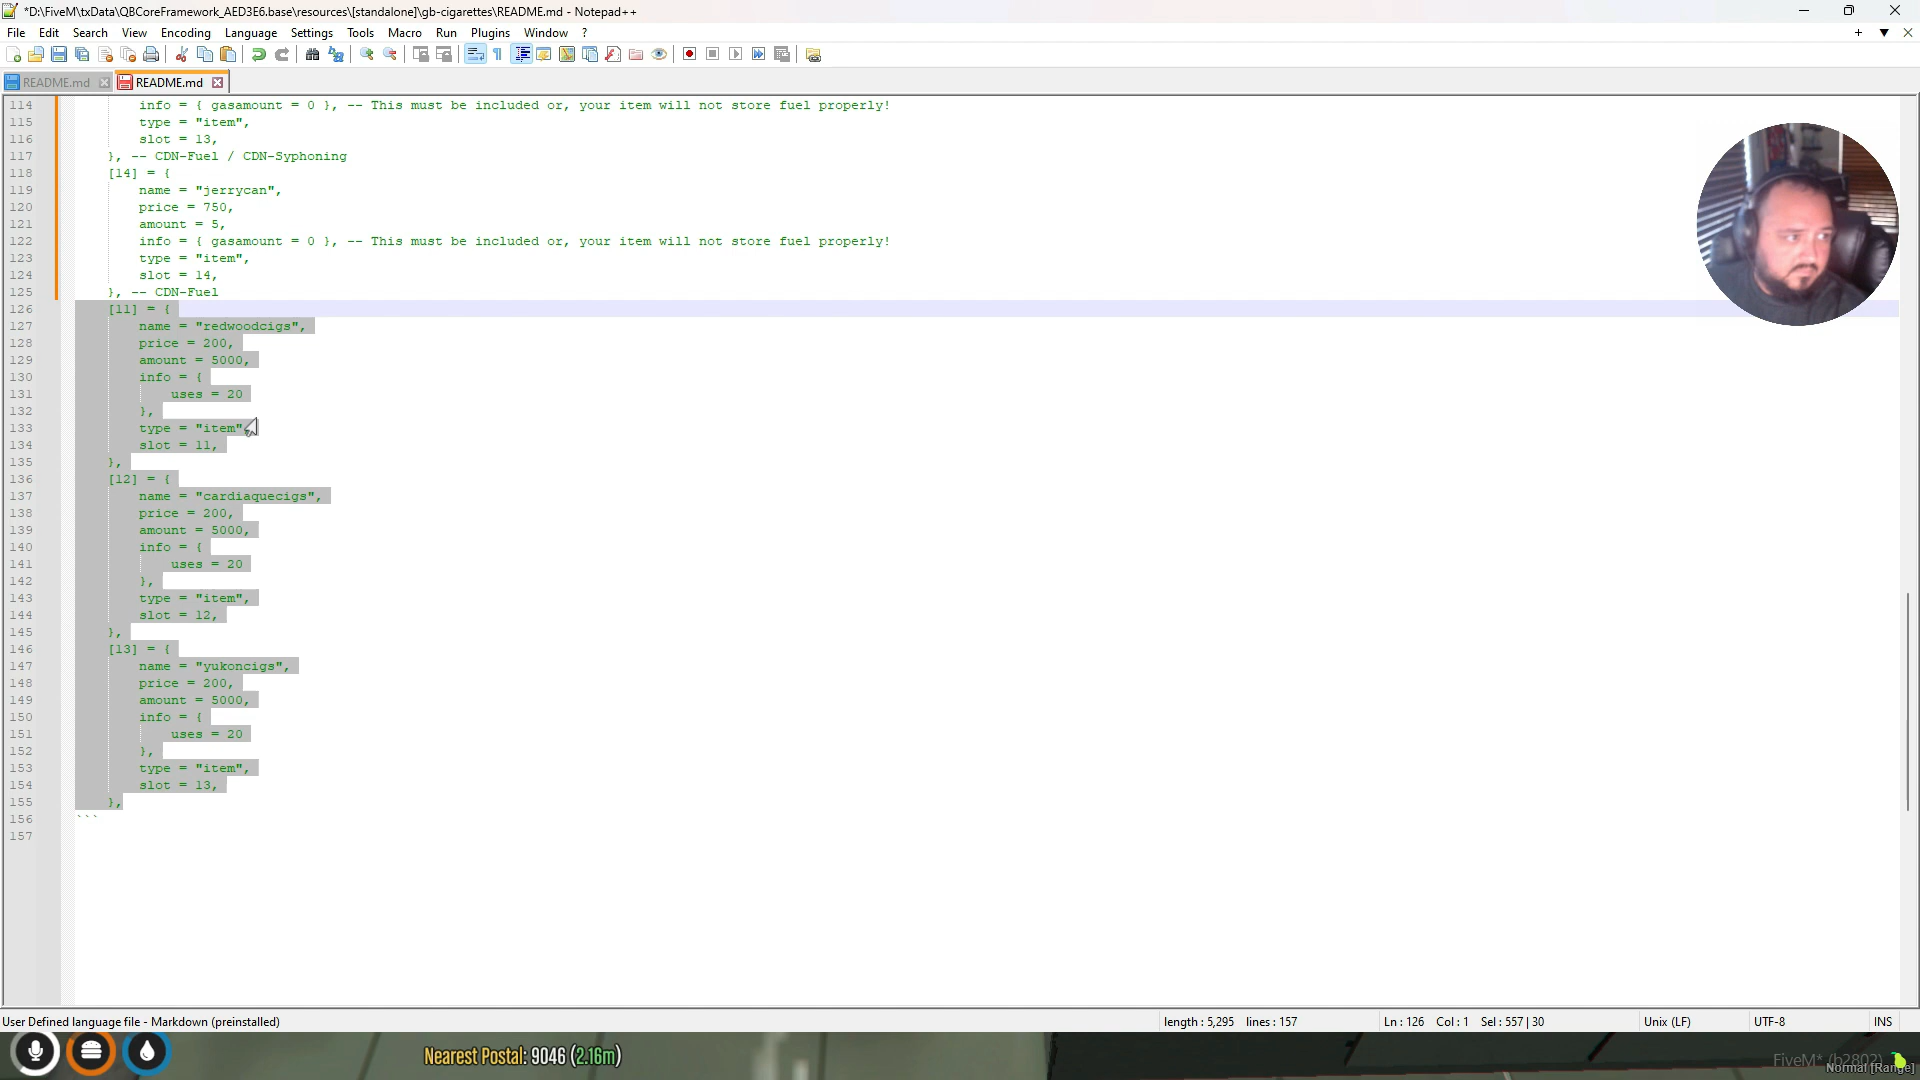 *D:\FiveM\txData\QBCoreFramework_AED3E6.base\resources\[standalone]\gb-cigarettes\README.md - Notepad++
File Edit Search View Encoding Language Settings Tools Macro Run Plugins Window ?
README.md README.md
114 info = { gasamount = 0 }, -- This must be included or, your item will not store fuel properly!
115 type = "item",
116 slot = 13,
117 }, -- CDN-Fuel / CDN-Syphoning
118 [14] = {
119 name = "jerrycan",
120 price = 750,
121 amount = 5,
122 info = { gasamount = 0 }, -- This must be included or, your item will not store fuel properly!
123 type = "item",
124 slot = 14,
125 }, -- CDN-Fuel
126 [11] = {
127 name = "redwoodcigs",
128 price = 200,
129 amount = 5000,
130 info = {
131 uses = 20
132 },
133 type = "item"
134 slot = 11,
135 },
136 [12] = {
137 name = "cardiaquecigs",
138 price = 200,
139 amount = 5000,
140 info = {
141 uses = 20
142 },
143 type = "item",
144 slot = 12,
145 },
146 [13] = {
147 name = "yukoncigs",
148 price = 200,
149 amount = 5000,
150 info = {
151 uses = 20
152 },
153 type = "item",
154 slot = 13,
155 },
156 ```
157
User Defined language file - Markdown (preinstalled) length : 5,295 lines : 157 Ln : 126 Col : 1 Sel : 557 | 30 Unix (LF) UTF-8 INS
Nearest Postal: 9046 (2.16m)
FiveM* (b2802)
Normal [Range]